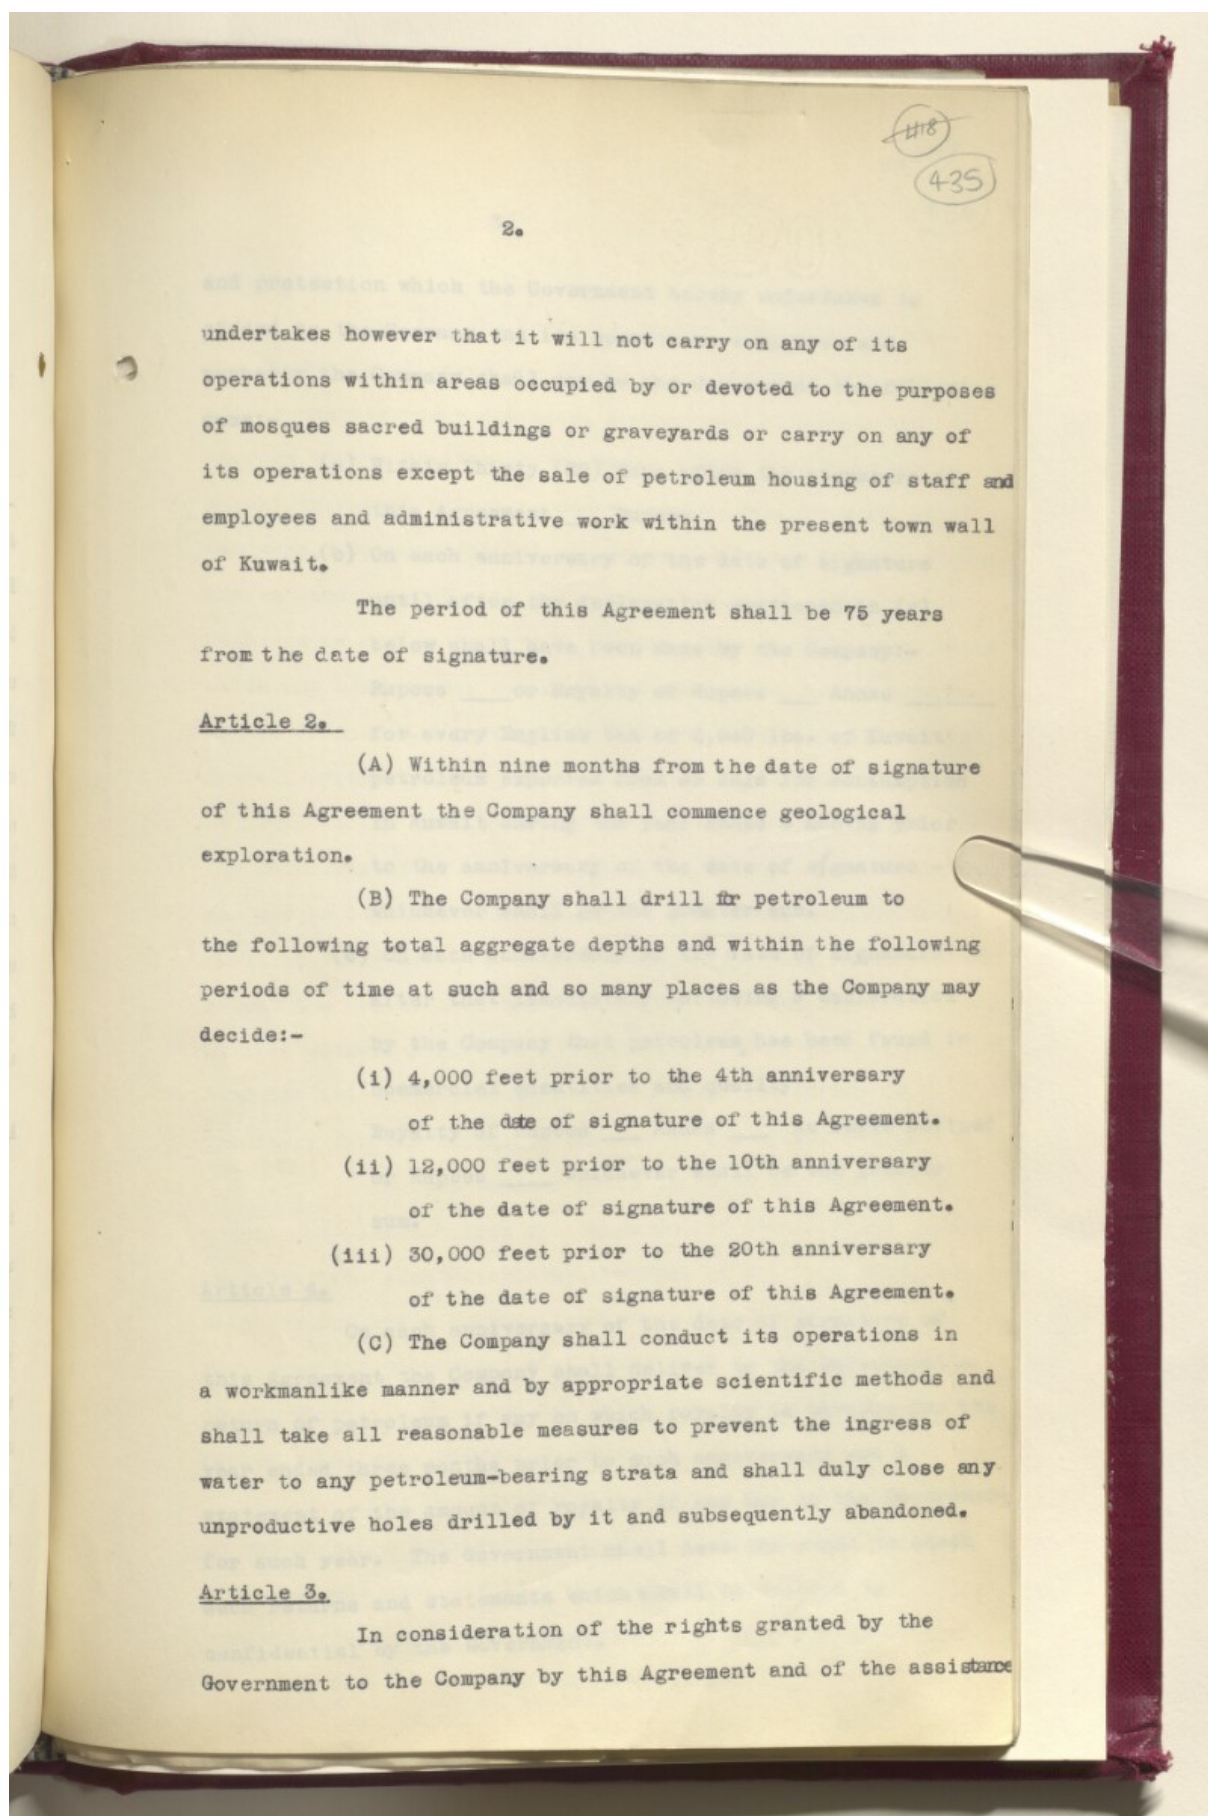 418
435
2.
undertakes however that it will not carry on any of its
operations within areas occupied by or devoted to the purposes
of mosques sacred buildings or graveyards or carry on any of
its operations except the sale of petroleum housing of staff and
employees and administrative work within the present town wall
of Kuwait.
The period of this Agreement shall be 75 years
from the date of signature.
Article 2.
(A) Within nine months from the date of signature
of this Agreement the Company shall commence geological
exploration.
(B) The Company shall drill for petroleum to
the following total aggregate depths and within the following
periods of time at such and so many places as the Company may
decide:-
(i) 4,000 feet prior to the 4th anniversary
of the date of signature of this Agreement.
(ii) 12,000 feet prior to the 10th anniversary
of the date of signature of this Agreement.
(iii) 30,000 feet prior to the 20th anniversary
of the date of signature of this Agreement.
(C) The Company shall conduct its operations in
a workmanlike manner and by appropriate scientific methods and
shall take all reasonable measures to prevent the ingress of
water to any petroleum-bearing strata and shall duly close any
unproductive holes drilled by it and subsequently abandoned.
Article 3.
In consideration of the rights granted by the
Government to the Company by this Agreement and of the assistance